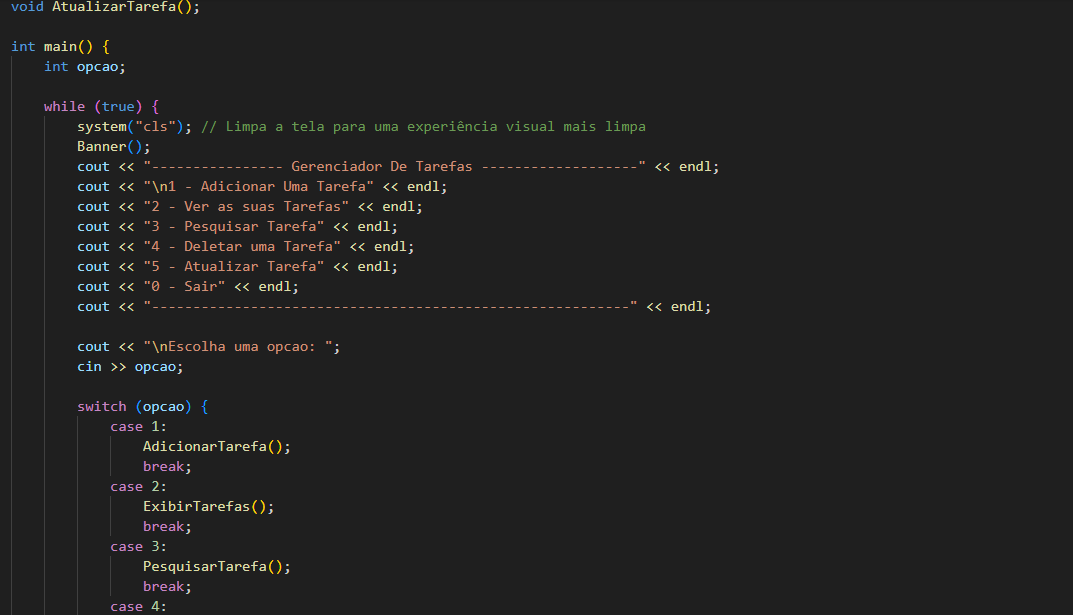 void AtualizarTarefa();
int main() {
int opcao;
while (true) {
system("cls"); // Limpa a tela para uma experiência visual mais limpa
Banner();
cout << "---------------- Gerenciador De Tarefas -------------------" << endl;
cout << "\n1 - Adicionar Uma Tarefa" << endl;
cout << "2 - Ver as suas Tarefas" << endl;
cout << "3 - Pesquisar Tarefa" << endl;
cout << "4 - Deletar uma Tarefa" << endl;
cout << "5 - Atualizar Tarefa" << endl;
cout << "0 - Sair" << endl;
cout << "----------------------------------------------------------" << endl;
cout << "\nEscolha uma opcao: ";
cin >> opcao;
switch (opcao) {
case 1:
AdicionarTarefa();
break;
case 2:
ExibirTarefas();
break;
case 3:
PesquisarTarefa();
break;
case 4: